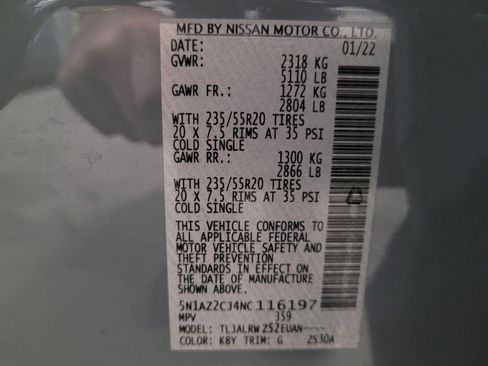 MFD BY NISSAN MOTOR CO., LTD.
DATE: 01/22
GVWR: 2318 KG
5110 LB
GAWR FR.: 1272 KG
2804 LB
WITH 235/55R20 TIRES
20 X 7.5 RIMS AT 35 PSI
COLD SINGLE
GAWR RR.: 1300 KG
2866 LB
WITH 235/55R20 TIRES
20 X 7.5 RIMS AT 35 PSI
COLD SINGLE
THIS VEHICLE CONFORMS TO
ALL APPLICABLE FEDERAL
MOTOR VEHICLE SAFETY AND
THEFT PREVENTION
STANDARDS IN EFFECT ON
THE DATE OF MANUFACTURE
SHOWN ABOVE.
5N1AZ2CJ4NC116197
MPV 359
MODEL: TLJALRWZ52EUAN----
COLOR: KBY TRIM: G ZS30A